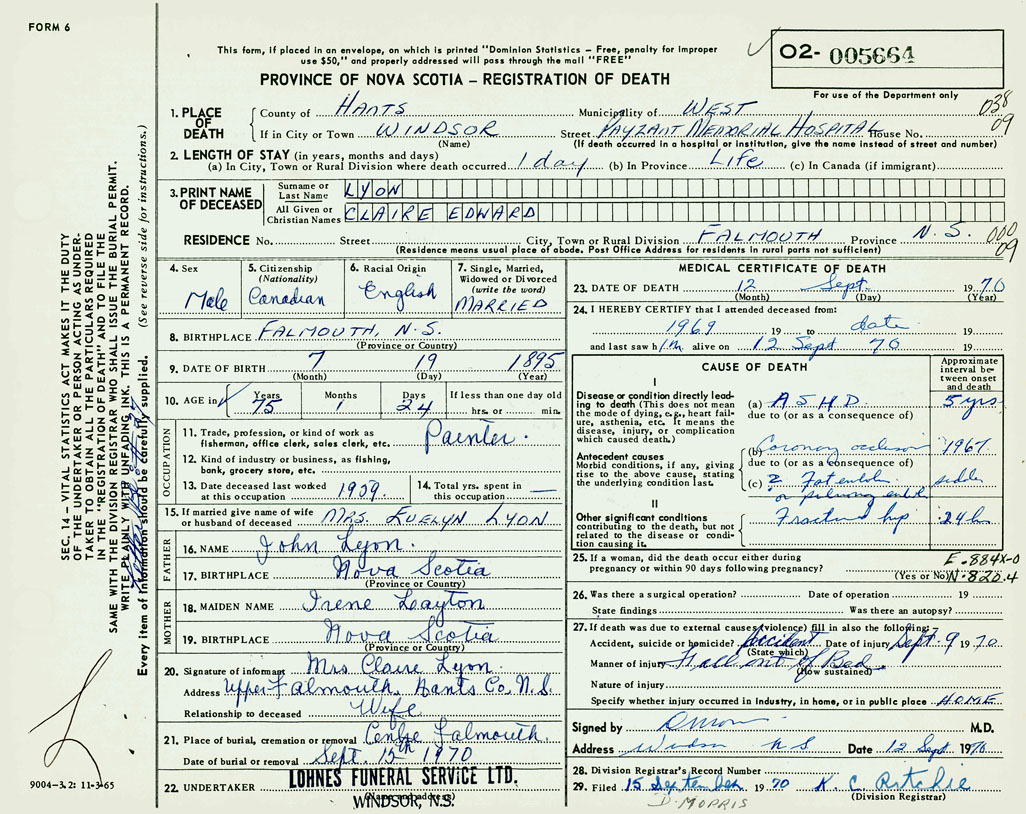 FORM 6
This form, if placed in an envelope, on which is printed "Dominion Statistics – Free, penalty for improper
use $50," and properly addressed will pass through the mail "FREE"
PROVINCE OF NOVA SCOTIA – REGISTRATION OF DEATH
O2- 005664
For use of the Department only
038
09
1. PLACE OF DEATH
County of HANTS Municipality of WEST
If in City or Town WINDSOR Street PAYZANT MEMORIAL HOSPITAL House No.
(Name) (If death occurred in a hospital or institution, give the name instead of street and number)
2. LENGTH OF STAY (in years, months and days)
(a) In City, Town or Rural Division where death occurred 1 day (b) In Province LIFE (c) In Canada (if immigrant)
3. PRINT NAME OF DECEASED
Surname or Last Name LYON
All Given or Christian Names CLAIRE EDWARD
RESIDENCE No. Street City, Town or Rural Division FALMOUTH Province N.S.
000
09
(Residence means usual place of abode. Post Office Address for residents in rural parts not sufficient)
4. Sex
Male
5. Citizenship
(Nationality)
Canadian
6. Racial Origin
English
7. Single, Married,
Widowed or Divorced
(write the word)
MARRIED
8. BIRTHPLACE FALMOUTH, N.S.
(Province or Country)
9. DATE OF BIRTH 7 19 1895
(Month) (Day) (Year)
10. AGE in Years Months Days If less than one day old
75 1 24 hrs. or min.
OCCUPATION
11. Trade, profession, or kind of work as
fisherman, office clerk, sales clerk, etc. Painter.
12. Kind of industry or business, as fishing,
bank, grocery store, etc.
13. Date deceased last worked
at this occupation 1959.
14. Total yrs. spent in
this occupation —
15. If married give name of wife
or husband of deceased MRS. EVELYN LYON
FATHER
16. NAME John Lyon.
17. BIRTHPLACE Nova Scotia
(Province or Country)
MOTHER
18. MAIDEN NAME Irene Layton
19. BIRTHPLACE Nova Scotia
(Province or Country)
20. Signature of informant Mrs Claire Lyon.
Address Upper Falmouth, Hants Co. N.S.
Relationship to deceased Wife
21. Place of burial, cremation or removal Centre Falmouth.
Date of burial or removal Sept. 15th 1970
22. UNDERTAKER LOHNES FUNERAL SERVICE LTD.
(Name and address)
WINDSOR, N.S.
MEDICAL CERTIFICATE OF DEATH
23. DATE OF DEATH 12 Sept. 1970
(Month) (Day) (Year)
24. I HEREBY CERTIFY that I attended deceased from:
1969 19 to date 19
and last saw him alive on 12 Sept 70 19
CAUSE OF DEATH
Approximate
interval be-
tween onset
and death
I
Disease or condition directly lead-
ing to death (This does not mean
the mode of dying, e.g., heart fail-
ure, asthenia, etc. It means the
disease, injury, or complication
which caused death.)
(a) A S H D. 5 yrs
due to (or as a consequence of)
Antecedent causes
Morbid conditions, if any, giving
rise to the above cause, stating
the underlying condition last.
(b) Coronary occlusion 1967
due to (or as a consequence of)
(c) ? Fat embolus
or pulmonary
II
Other significant conditions
contributing to the death, but not
related to the disease or condi-
tion causing it.
Fractured hip 24 h
25. If a woman, did the death occur either during
pregnancy or within 90 days following pregnancy?
(Yes or No)
E-884X-0
N-820.4
26. Was there a surgical operation? Date of operation 19
State findings Was there an autopsy?
27. If death was due to external causes (violence) fill in also the following:
Accident, suicide or homicide? Accident Date of injury Sept. 9 1970
(State which)
Manner of injury Fall out of Bed.
(How sustained)
Nature of injury
Specify whether injury occurred in industry, in home, or in public place HOME
Signed by M.D.
Address Windsor N S Date 12 Sept 1970
28. Division Registrar's Record Number
29. Filed 15 September 1970 K. C. Ritchie
(Division Registrar)
D. MORRIS
SEC. 14 – VITAL STATISTICS ACT MAKES IT THE DUTY
OF THE UNDERTAKER OR PERSON ACTING AS UNDER-
TAKER TO OBTAIN ALL THE PARTICULARS REQUIRED
IN THE "REGISTRATION OF DEATH" AND TO FILE THE
SAME WITH THE DIVISION REGISTRAR WHO SHALL ISSUE THE BURIAL PERMIT.
WRITE PLAINLY WITH UNFADING INK. THIS IS A PERMANENT RECORD.
Every item of information should be carefully supplied. (See reverse side for instructions.)
9004–3.2: 11-3-65